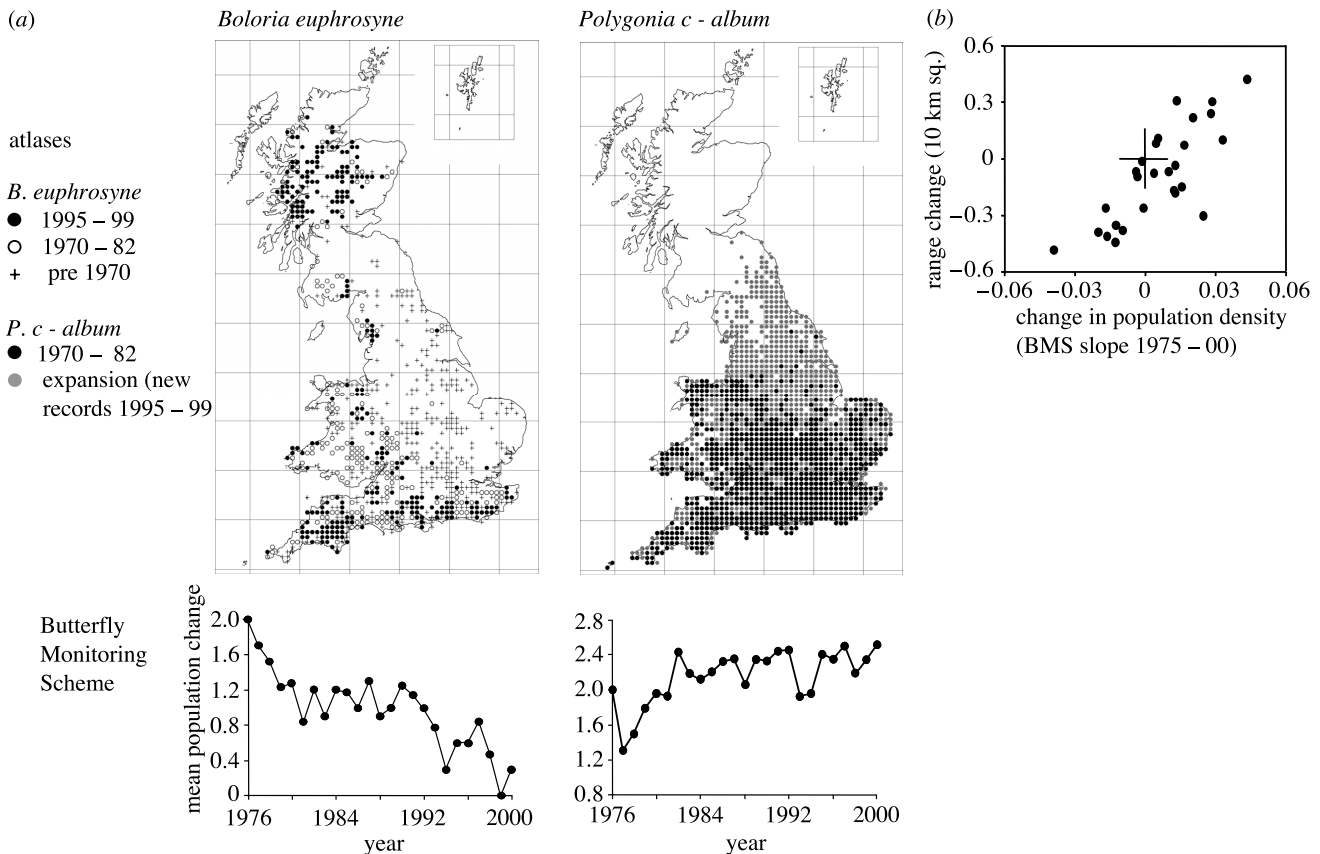 (a)
Boloria euphrosyne
Polygonia c - album
(b)
atlases
B. euphrosyne
1995 – 99
1970 – 82
+ pre 1970
P. c - album
1970 – 82
expansion (new
records 1995 – 99
range change (10 km sq.)
0.6
0.3
0
−0.3
−0.6
−0.06 −0.03 0 0.03 0.06
change in population density
(BMS slope 1975 – 00)
Butterfly
Monitoring
Scheme
mean population change
2.0
1.6
1.2
0.8
0.4
0
1976 1984 1992 2000
year
2.8
2.4
2.0
1.6
1.2
0.8
1976 1984 1992 2000
year